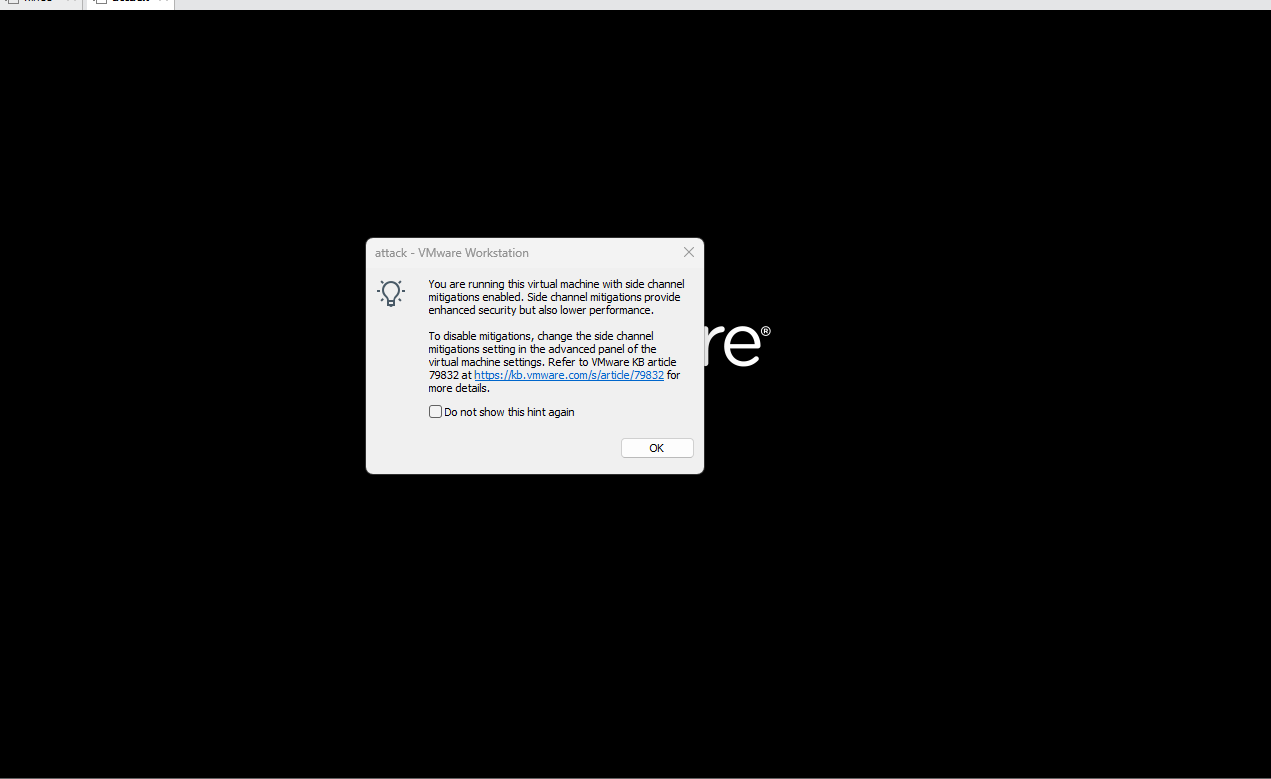 attack - VMware Workstation
You are running this virtual machine with side channel
mitigations enabled. Side channel mitigations provide
enhanced security but also lower performance.
To disable mitigations, change the side channel
mitigations setting in the advanced panel of the
virtual machine settings. Refer to VMware KB article
79832 at https://kb.vmware.com/s/article/79832 for
more details.
re®
Do not show this hint again
OK